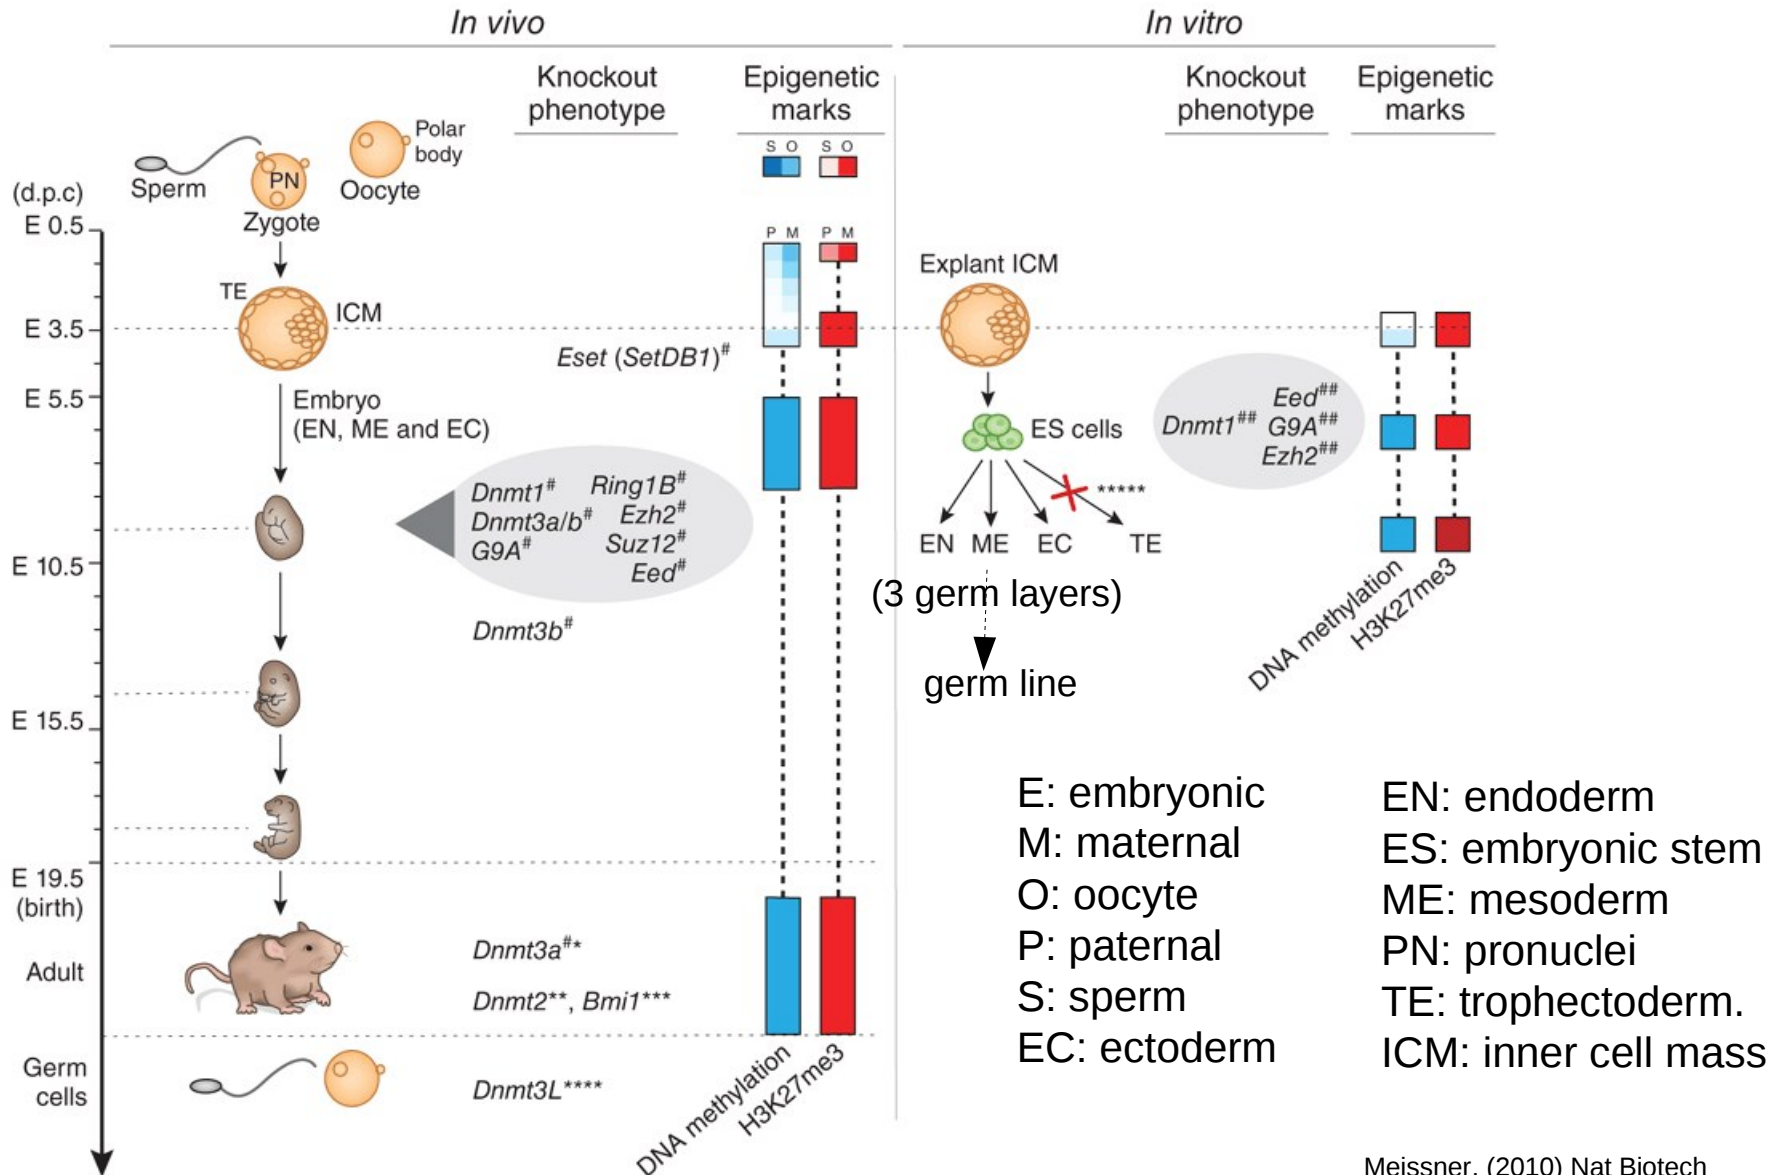 In vivo
In vitro
Knockout phenotype
Epigenetic marks
Knockout phenotype
Epigenetic marks
S O
S O
Polar body
Sperm
PN
Oocyte
Zygote
(d.p.c)
E 0.5
P M
P M
TE
ICM
Explant ICM
E 3.5
Eset (SetDB1)#
E 5.5
Embryo
(EN, ME and EC)
ES cells
Dnmt1##
Eed##
G9A##
Ezh2##
*****
Dnmt1#
Dnmt3a/b#
G9A#
Ring1B#
Ezh2#
Suz12#
Eed#
EN ME EC TE
E 10.5
(3 germ layers)
Dnmt3b#
germ line
DNA methylation
H3K27me3
E 15.5
E 19.5
(birth)
Adult
Dnmt3a#*
Dnmt2**, Bmi1***
Germ cells
Dnmt3L****
DNA methylation
H3K27me3
E: embryonic
M: maternal
O: oocyte
P: paternal
S: sperm
EC: ectoderm
EN: endoderm
ES: embryonic stem
ME: mesoderm
PN: pronuclei
TE: trophectoderm.
ICM: inner cell mass
Meissner, (2010) Nat Biotech